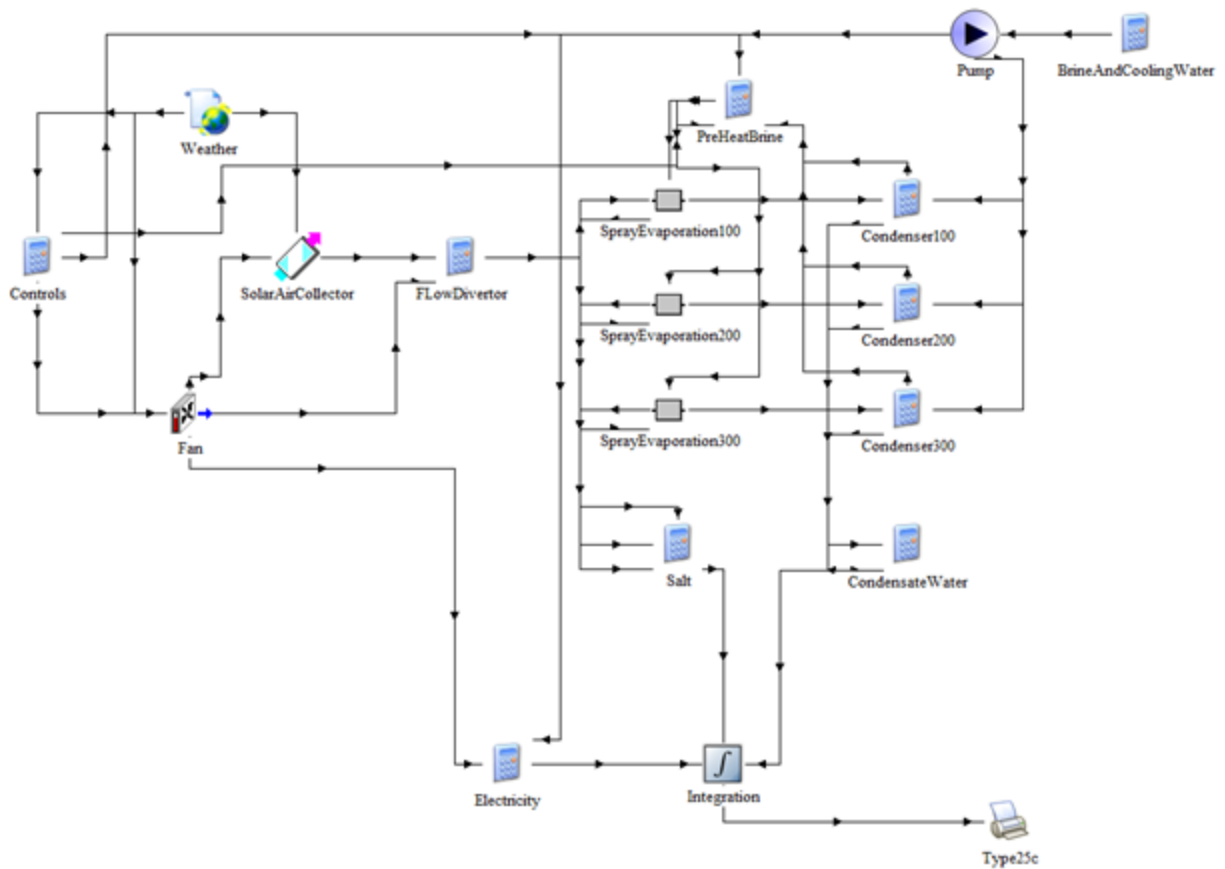 Pump
BrineAndCoolingWater
Weather
PreHeatBrine
SprayEvaporation100
Condenser100
Controls
SolarAirCollector
FLowDivertor
SprayEvaporation200
Condenser200
Fan
SprayEvaporation300
Condenser300
Salt
CondensateWater
Electricity
Integration
Type25c